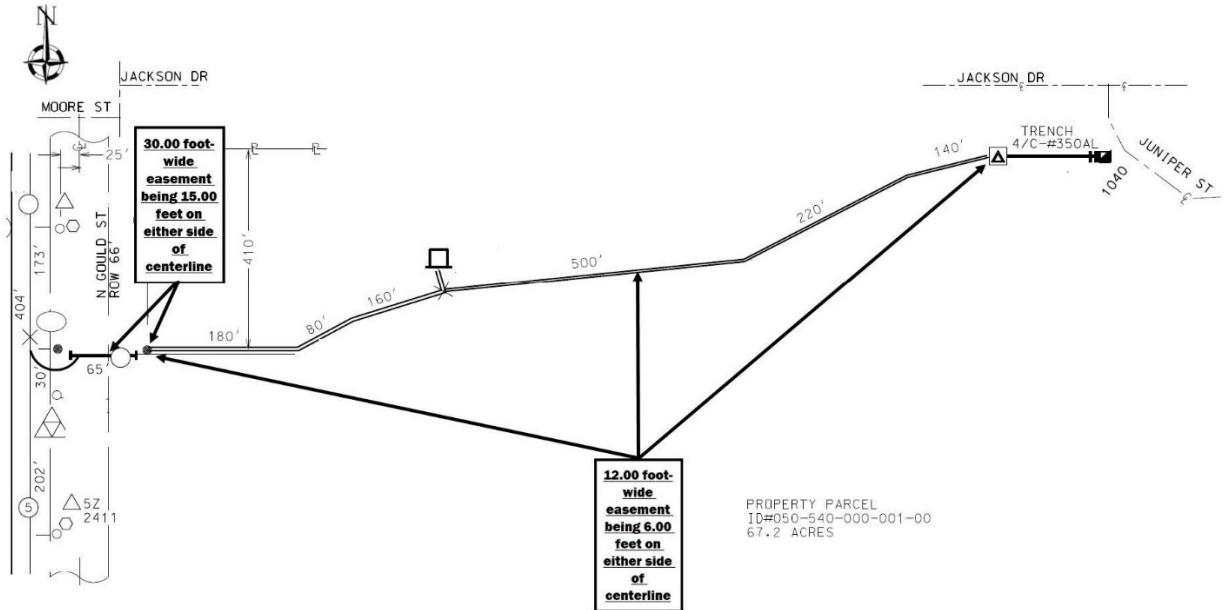 N
JACKSON DR
JACKSON DR
MOORE ST
25'
30.00 foot-
wide
easement
being 15.00
feet on
either side
of
centerline
TRENCH
4/C-#350AL
JUNIPER ST
1040
140'
220'
500'
160'
80'
180'
410'
N GOULD ST
ROW 66'
173'
404'
30'
65'
202'
5
5Z
2411
12.00 foot-
wide
easement
being 6.00
feet on
either side
of
centerline
PROPERTY PARCEL
ID#050-540-000-001-00
67.2 ACRES